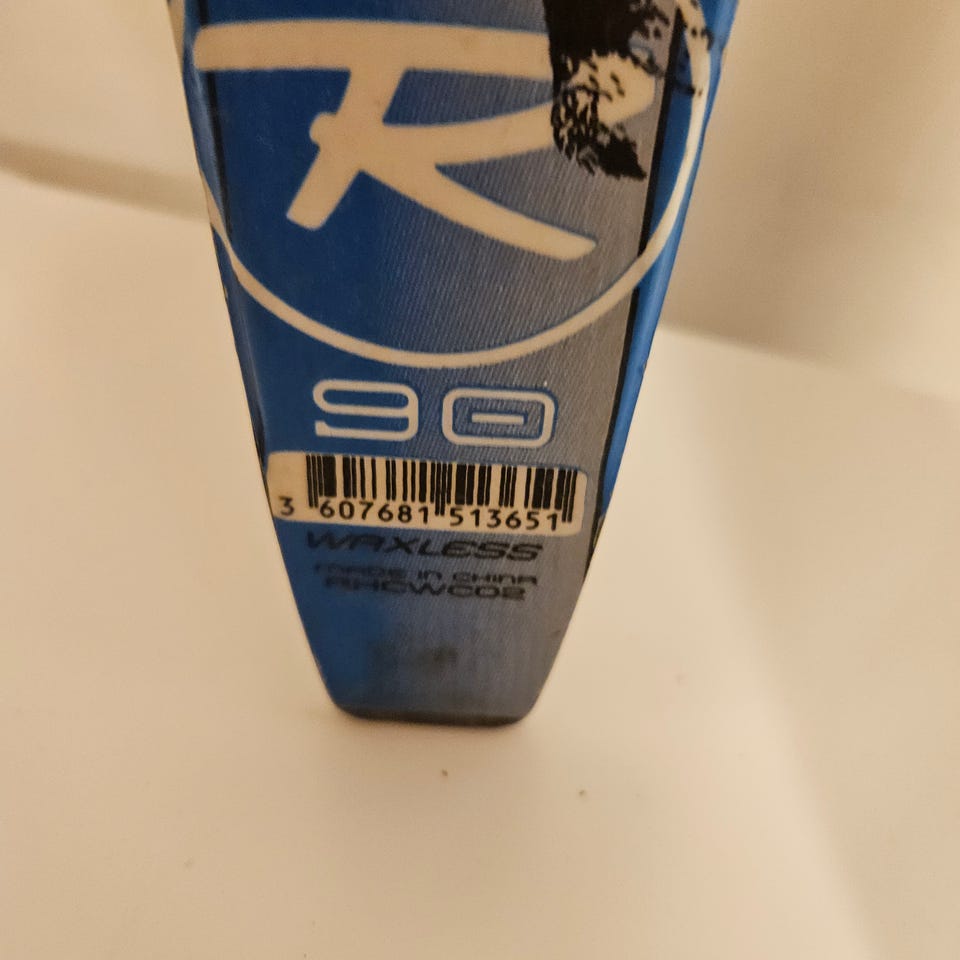 R
90
3 607681 513651
WAXLESS
MADE IN CHINA
RHCWC02